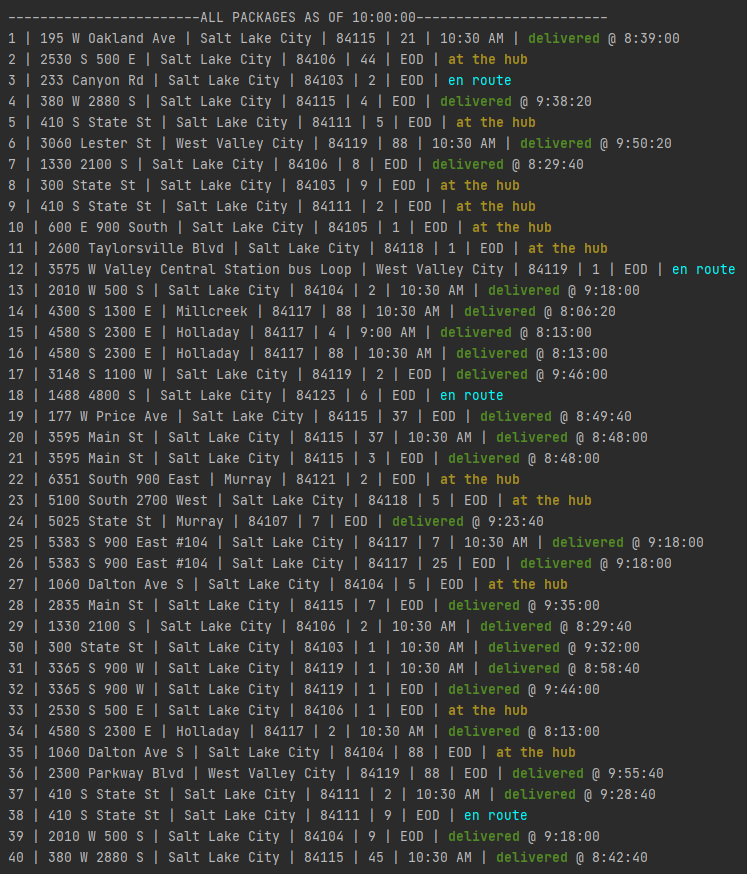 ------------------------ALL PACKAGES AS OF 10:00:00------------------------
1 | 195 W Oakland Ave | Salt Lake City | 84115 | 21 | 10:30 AM | delivered @ 8:39:00
2 | 2530 S 500 E | Salt Lake City | 84106 | 44 | EOD | at the hub
3 | 233 Canyon Rd | Salt Lake City | 84103 | 2 | EOD | en route
4 | 380 W 2880 S | Salt Lake City | 84115 | 4 | EOD | delivered @ 9:38:20
5 | 410 S State St | Salt Lake City | 84111 | 5 | EOD | at the hub
6 | 3060 Lester St | West Valley City | 84119 | 88 | 10:30 AM | delivered @ 9:50:20
7 | 1330 2100 S | Salt Lake City | 84106 | 8 | EOD | delivered @ 8:29:40
8 | 300 State St | Salt Lake City | 84103 | 9 | EOD | at the hub
9 | 410 S State St | Salt Lake City | 84111 | 2 | EOD | at the hub
10 | 600 E 900 South | Salt Lake City | 84105 | 1 | EOD | at the hub
11 | 2600 Taylorsville Blvd | Salt Lake City | 84118 | 1 | EOD | at the hub
12 | 3575 W Valley Central Station bus Loop | West Valley City | 84119 | 1 | EOD | en route
13 | 2010 W 500 S | Salt Lake City | 84104 | 2 | 10:30 AM | delivered @ 9:18:00
14 | 4300 S 1300 E | Millcreek | 84117 | 88 | 10:30 AM | delivered @ 8:06:20
15 | 4580 S 2300 E | Holladay | 84117 | 4 | 9:00 AM | delivered @ 8:13:00
16 | 4580 S 2300 E | Holladay | 84117 | 88 | 10:30 AM | delivered @ 8:13:00
17 | 3148 S 1100 W | Salt Lake City | 84119 | 2 | EOD | delivered @ 9:46:00
18 | 1488 4800 S | Salt Lake City | 84123 | 6 | EOD | en route
19 | 177 W Price Ave | Salt Lake City | 84115 | 37 | EOD | delivered @ 8:49:40
20 | 3595 Main St | Salt Lake City | 84115 | 37 | 10:30 AM | delivered @ 8:48:00
21 | 3595 Main St | Salt Lake City | 84115 | 3 | EOD | delivered @ 8:48:00
22 | 6351 South 900 East | Murray | 84121 | 2 | EOD | at the hub
23 | 5100 South 2700 West | Salt Lake City | 84118 | 5 | EOD | at the hub
24 | 5025 State St | Murray | 84107 | 7 | EOD | delivered @ 9:23:40
25 | 5383 S 900 East #104 | Salt Lake City | 84117 | 7 | 10:30 AM | delivered @ 9:18:00
26 | 5383 S 900 East #104 | Salt Lake City | 84117 | 25 | EOD | delivered @ 9:18:00
27 | 1060 Dalton Ave S | Salt Lake City | 84104 | 5 | EOD | at the hub
28 | 2835 Main St | Salt Lake City | 84115 | 7 | EOD | delivered @ 9:35:00
29 | 1330 2100 S | Salt Lake City | 84106 | 2 | 10:30 AM | delivered @ 8:29:40
30 | 300 State St | Salt Lake City | 84103 | 1 | 10:30 AM | delivered @ 9:32:00
31 | 3365 S 900 W | Salt Lake City | 84119 | 1 | 10:30 AM | delivered @ 8:58:40
32 | 3365 S 900 W | Salt Lake City | 84119 | 1 | EOD | delivered @ 9:44:00
33 | 2530 S 500 E | Salt Lake City | 84106 | 1 | EOD | at the hub
34 | 4580 S 2300 E | Holladay | 84117 | 2 | 10:30 AM | delivered @ 8:13:00
35 | 1060 Dalton Ave S | Salt Lake City | 84104 | 88 | EOD | at the hub
36 | 2300 Parkway Blvd | West Valley City | 84119 | 88 | EOD | delivered @ 9:55:40
37 | 410 S State St | Salt Lake City | 84111 | 2 | 10:30 AM | delivered @ 9:28:40
38 | 410 S State St | Salt Lake City | 84111 | 9 | EOD | en route
39 | 2010 W 500 S | Salt Lake City | 84104 | 9 | EOD | delivered @ 9:18:00
40 | 380 W 2880 S | Salt Lake City | 84115 | 45 | 10:30 AM | delivered @ 8:42:40